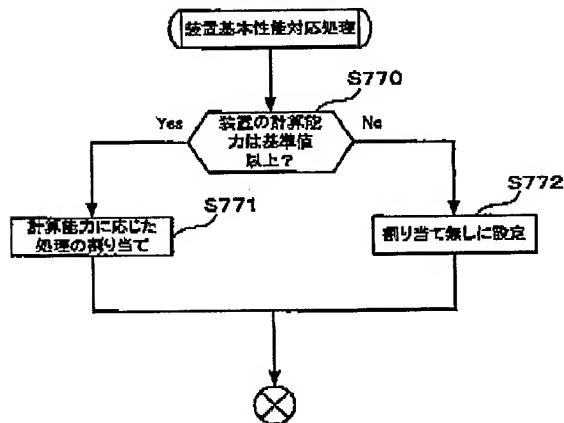 装置基本性能対応処理
S770
Yes
装置の計算能
力は基準値
以上?
No
S771
S772
計算能力に応じた
処理の割り当て
割り当て無しに設定